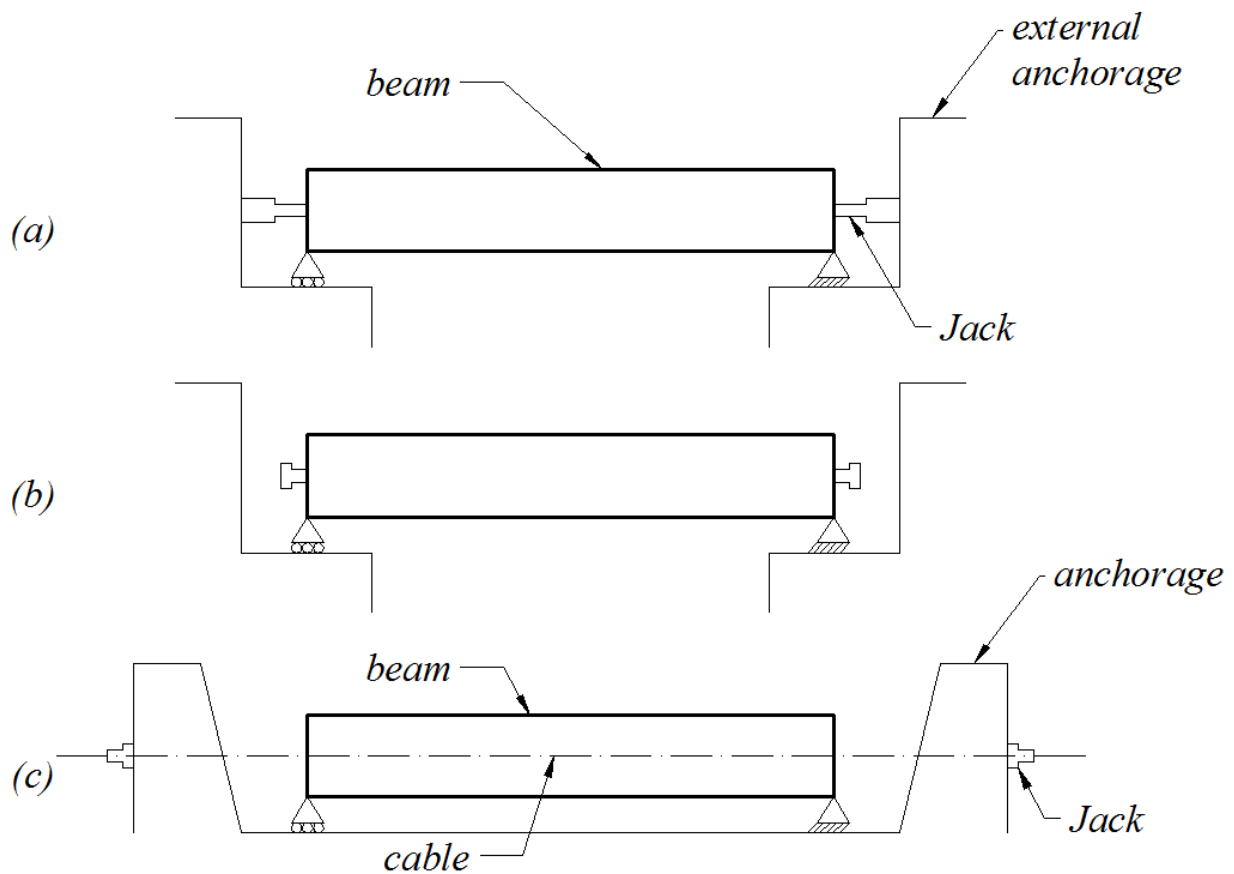 external
anchorage
beam
(a)
Jack
(b)
anchorage
beam
(c)
Jack
cable